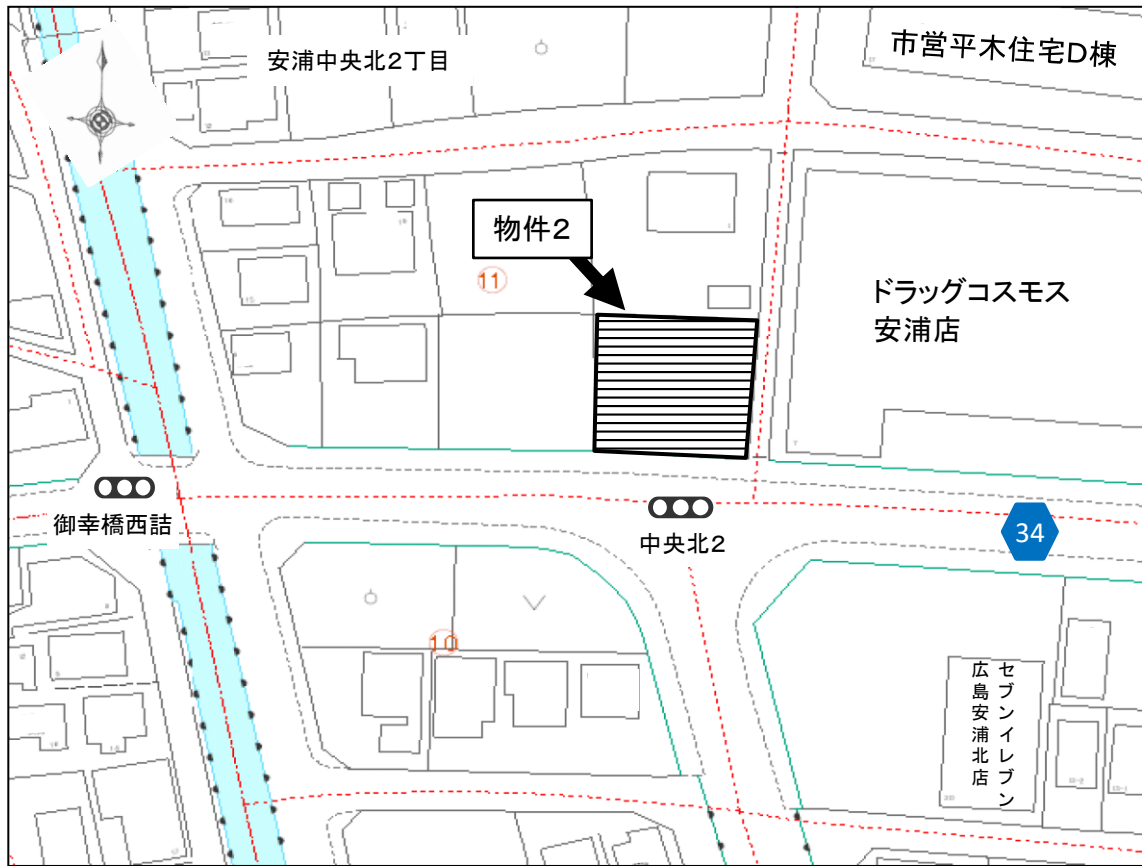 安浦中央北2丁目
市営平木住宅D棟
物件2
11
ドラッグコスモス
安浦店
御幸橋西詰
中央北2
34
10
セブンイレブン
広島安浦北店